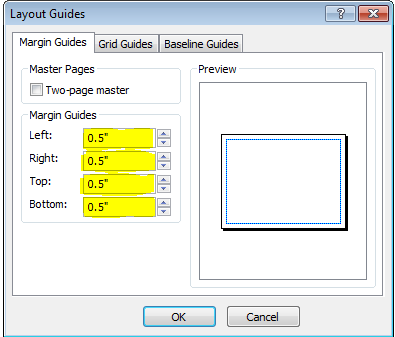 Layout Guides
Margin Guides Grid Guides Baseline Guides
Master Pages
Two-page master
Margin Guides
Left: 0.5"
Right: 0.5"
Top: 0.5"
Bottom: 0.5"
Preview
OK Cancel